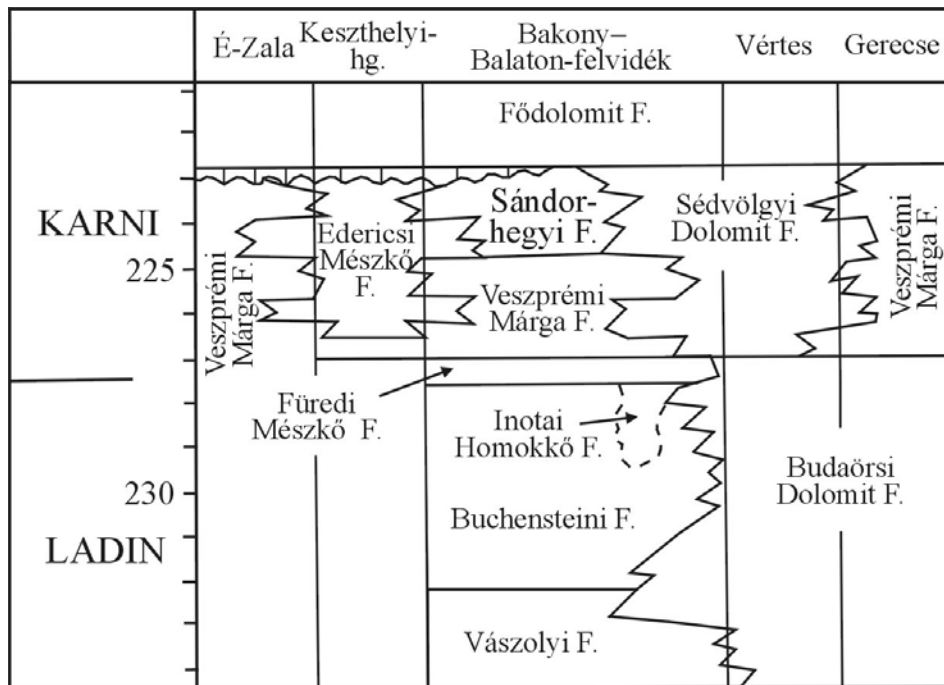 É-Zala
Keszthelyi-
hg.
Bakony–
Balaton-felvidék
Vértes
Gerecse
Fődolomit F.
KARNI
225
Veszprémi
Márga F.
Edericsi
Mészkő
F.
Sándor-
hegyi F.
Sédvölgyi
Dolomit F.
Veszprémi
Márga F.
Veszprémi
Márga F.
Füredi
Mészkő F.
Inotai
Homokkő F.
Budaörsi
Dolomit F.
230
LADIN
Buchensteini F.
Vászolyi F.